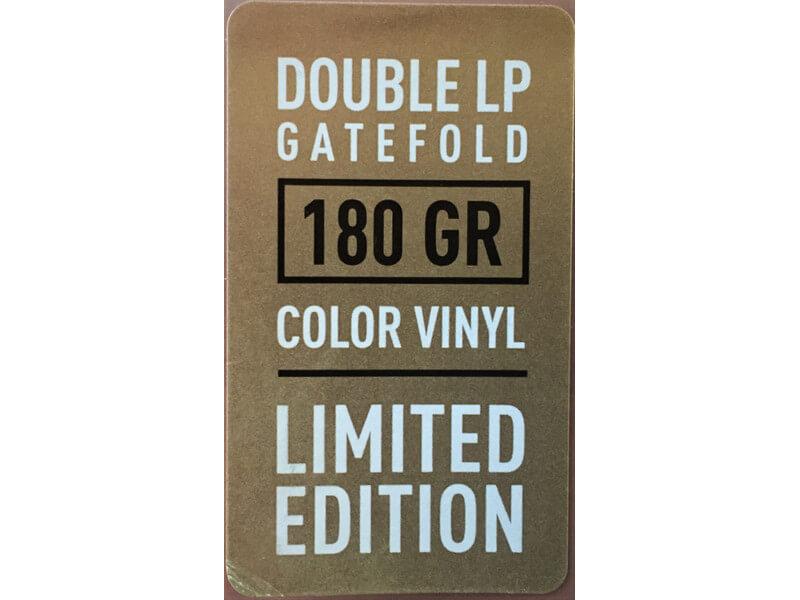 DOUBLE LP
GATEFOLD
180 GR
COLOR VINYL
LIMITED
EDITION